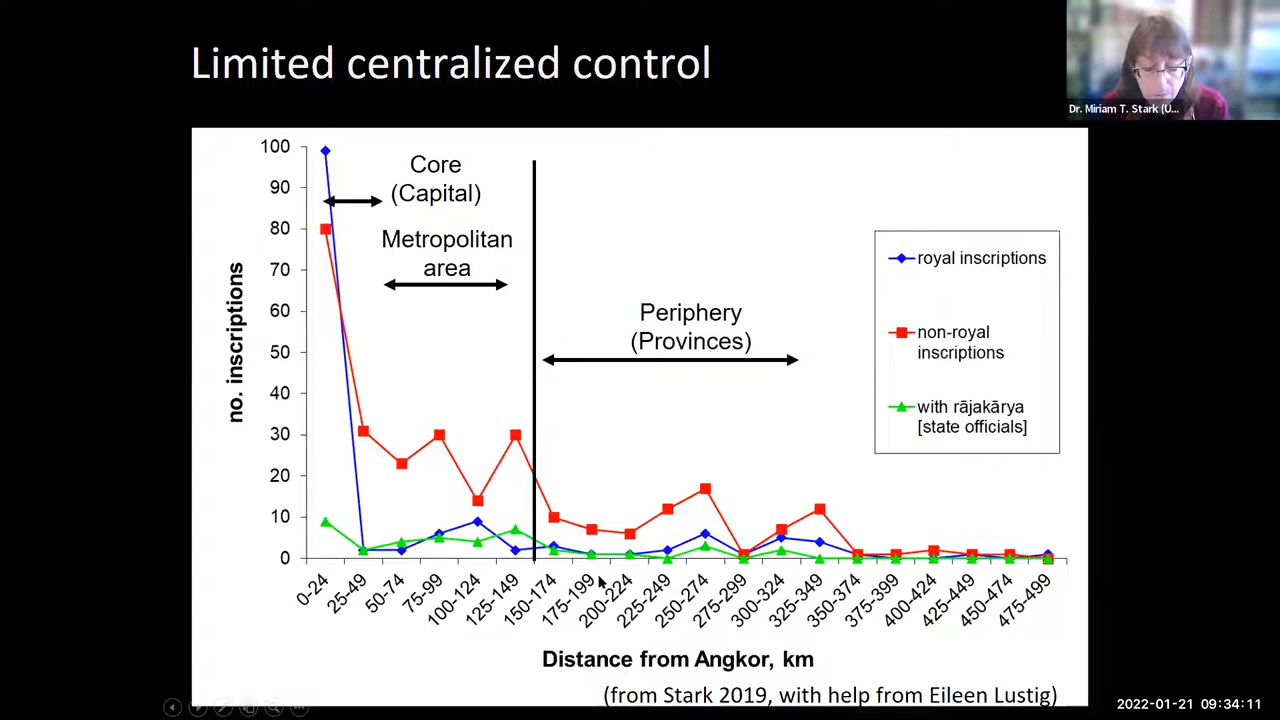 Limited centralized control
Dr. Miriam T. Stark (U...
100
90
80
70
60
50
40
30
20
10
0
no. inscriptions
Core
(Capital)
Metropolitan
area
Periphery
(Provinces)
royal inscriptions
non-royal
inscriptions
with rājakārya
[state officials]
0-24
25-49
50-74
75-99
100-124
125-149
150-174
175-199
200-224
225-249
250-274
275-299
300-324
325-349
350-374
375-399
400-424
425-449
450-474
475-499
Distance from Angkor, km
(from Stark 2019, with help from Eileen Lustig)
2022-01-21 09:34:11